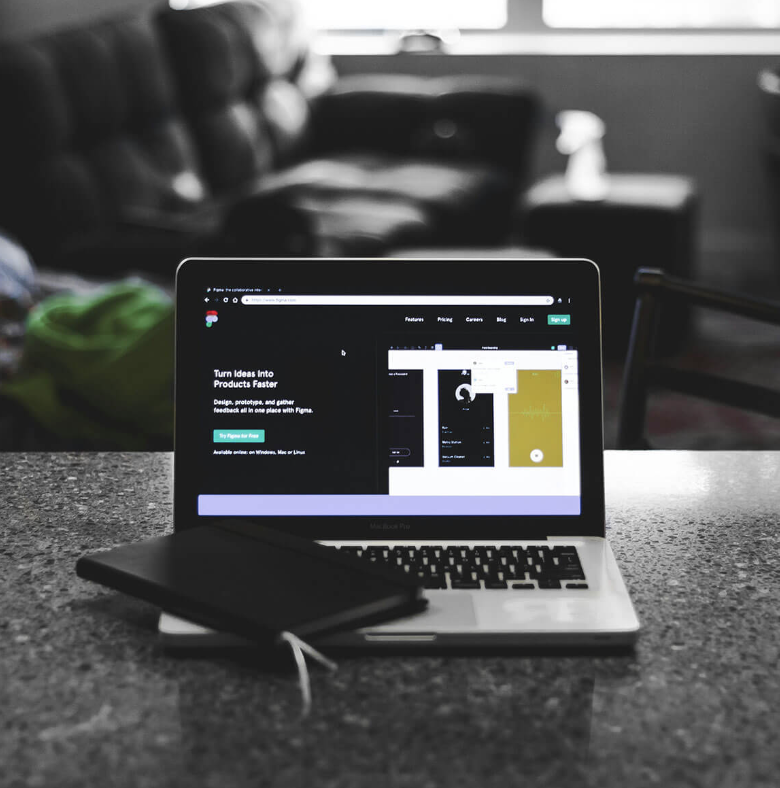 Figma: the collaborative inter
https://www.figma.com
Features Pricing Careers Blog Sign In Sign up
Turn Ideas Into
Products Faster
Design, prototype, and gather
feedback all in one place with Figma.
Try Figma for Free
Available online: on Windows, Mac or Linux
MacBook Pro